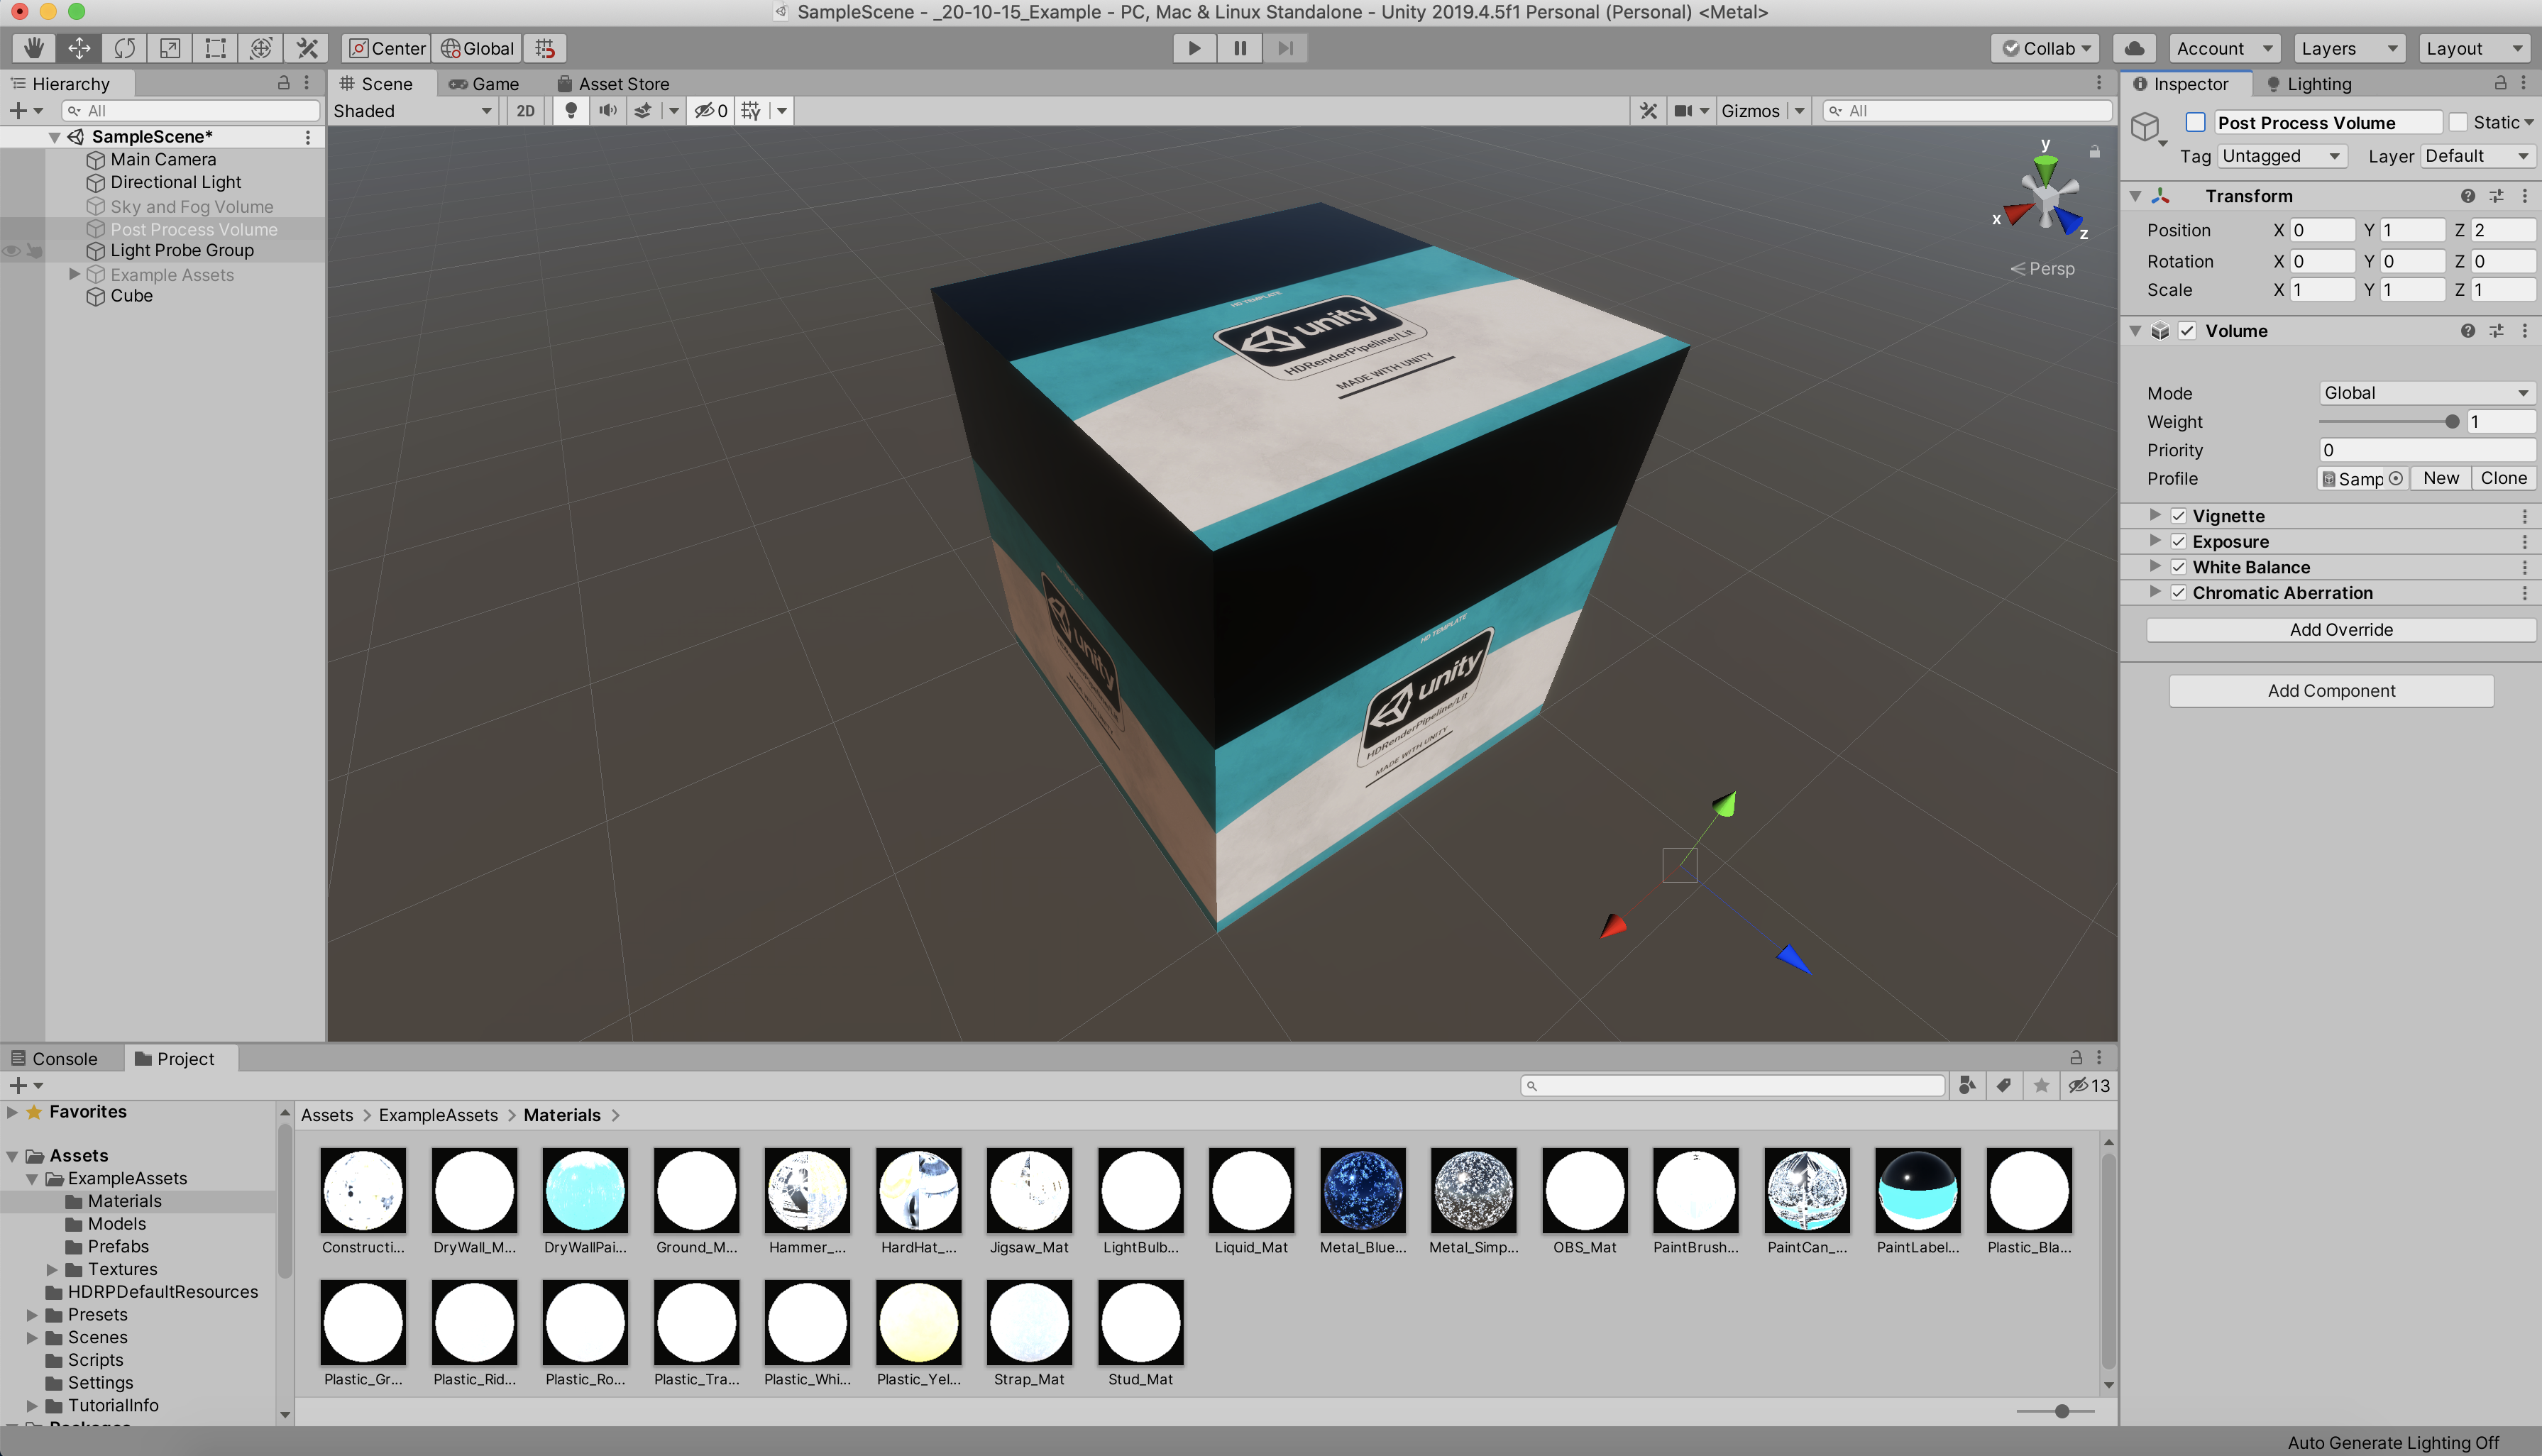 SampleScene - _20-10-15_Example - PC, Mac & Linux Standalone - Unity 2019.4.5f1 Personal (Personal) <Metal>
Center Global
Collab Account Layers Layout
Hierarchy
All
SampleScene*
Main Camera
Directional Light
Sky and Fog Volume
Post Process Volume
Light Probe Group
Example Assets
Cube
Scene Game Asset Store
Shaded 2D 0 Gizmos All
y
x
z
Persp
HD TEMPLATE
unity
HDRenderPipeline/Lit
MADE WITH UNITY
unity
HD TEMPLATE
unity
HDRenderPipeline/Lit
MADE WITH UNITY
Inspector Lighting
Post Process Volume Static
Tag Untagged Layer Default
Transform
Position X 0 Y 1 Z 2
Rotation X 0 Y 0 Z 0
Scale X 1 Y 1 Z 1
Volume
Mode Global
Weight 1
Priority 0
Profile Samp New Clone
Vignette
Exposure
White Balance
Chromatic Aberration
Add Override
Add Component
Console Project
13
Favorites
Assets
ExampleAssets
Materials
Models
Prefabs
Textures
HDRPDefaultResources
Presets
Scenes
Scripts
Settings
TutorialInfo
Packages
Assets > ExampleAssets > Materials >
Constructi... DryWall_M... DryWallPai... Ground_M... Hammer_... HardHat_... Jigsaw_Mat LightBulb... Liquid_Mat Metal_Blue... Metal_Simp... OBS_Mat PaintBrush... PaintCan_... PaintLabel... Plastic_Bla...
Plastic_Gr... Plastic_Rid... Plastic_Ro... Plastic_Tra... Plastic_Whi... Plastic_Yel... Strap_Mat Stud_Mat
Auto Generate Lighting Off